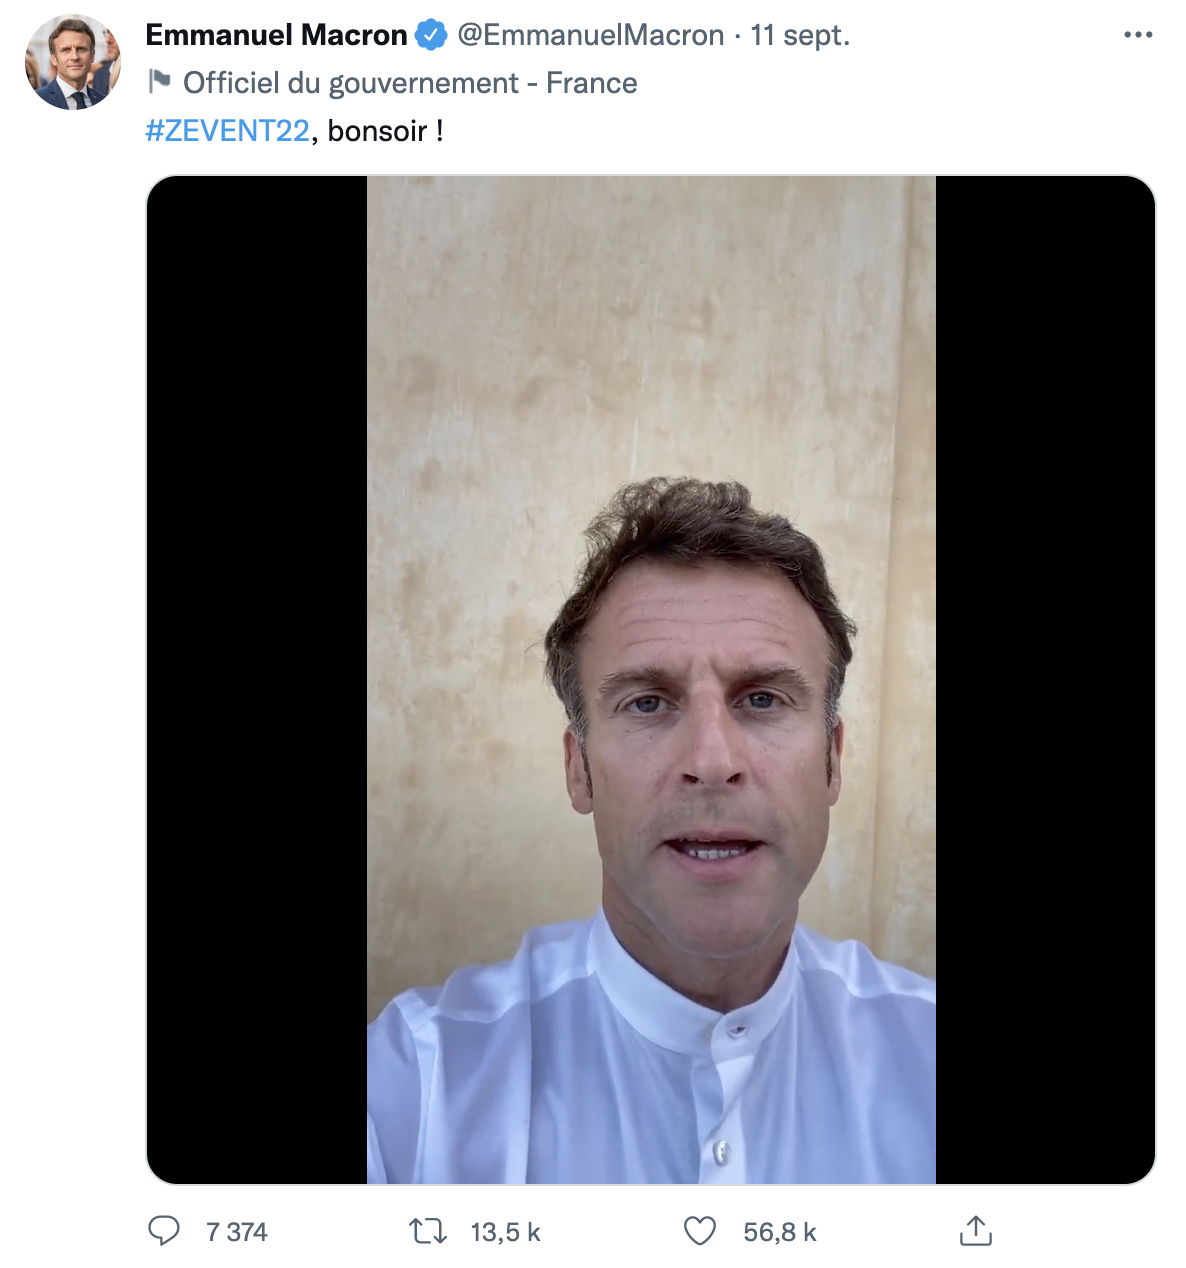 Emmanuel Macron @EmmanuelMacron · 11 sept.
Officiel du gouvernement - France
#ZEVENT22, bonsoir !
7 374 13,5 k 56,8 k